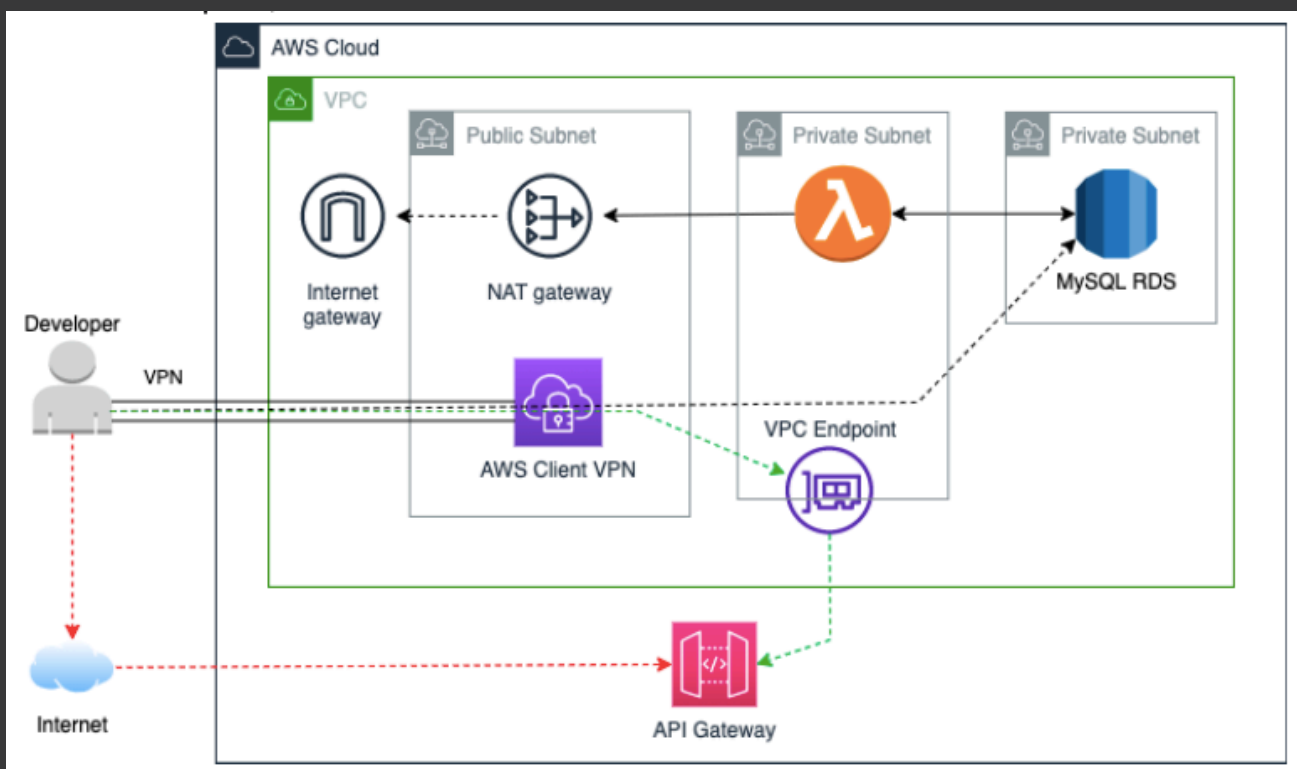 AWS Cloud
VPC
Public Subnet
Private Subnet
Private Subnet
Internet
gateway
NAT gateway
MySQL RDS
Developer
VPN
AWS Client VPN
VPC Endpoint
</>
Internet
API Gateway